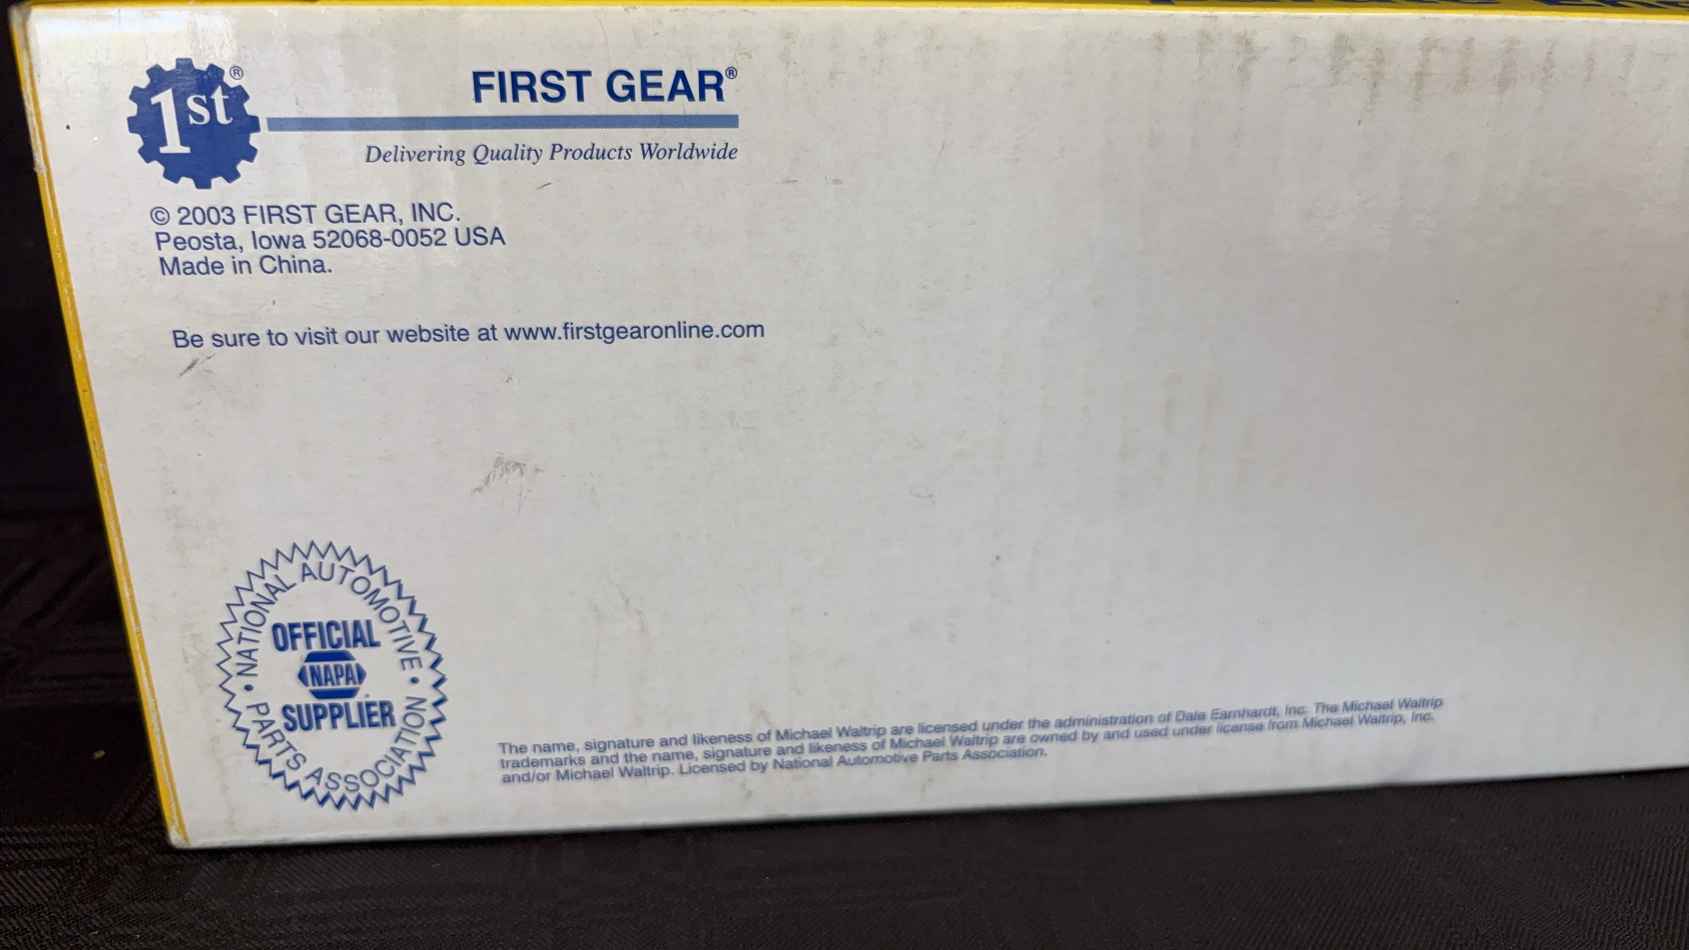 1st®
FIRST GEAR®
Delivering Quality Products Worldwide
© 2003 FIRST GEAR, INC.
Peosta, Iowa 52068-0052 USA
Made in China.
Be sure to visit our website at www.firstgearonline.com
• NATIONAL AUTOMOTIVE •
OFFICIAL
NAPA
SUPPLIER
PARTS ASSOCIATION
The name, signature and likeness of Michael Waltrip are licensed under the administration of Dale Earnhardt, Inc. The Michael Waltrip
trademarks and the name, signature and likeness of Michael Waltrip are owned by and used under license from Michael Waltrip, Inc.
and/or Michael Waltrip. Licensed by National Automotive Parts Association.